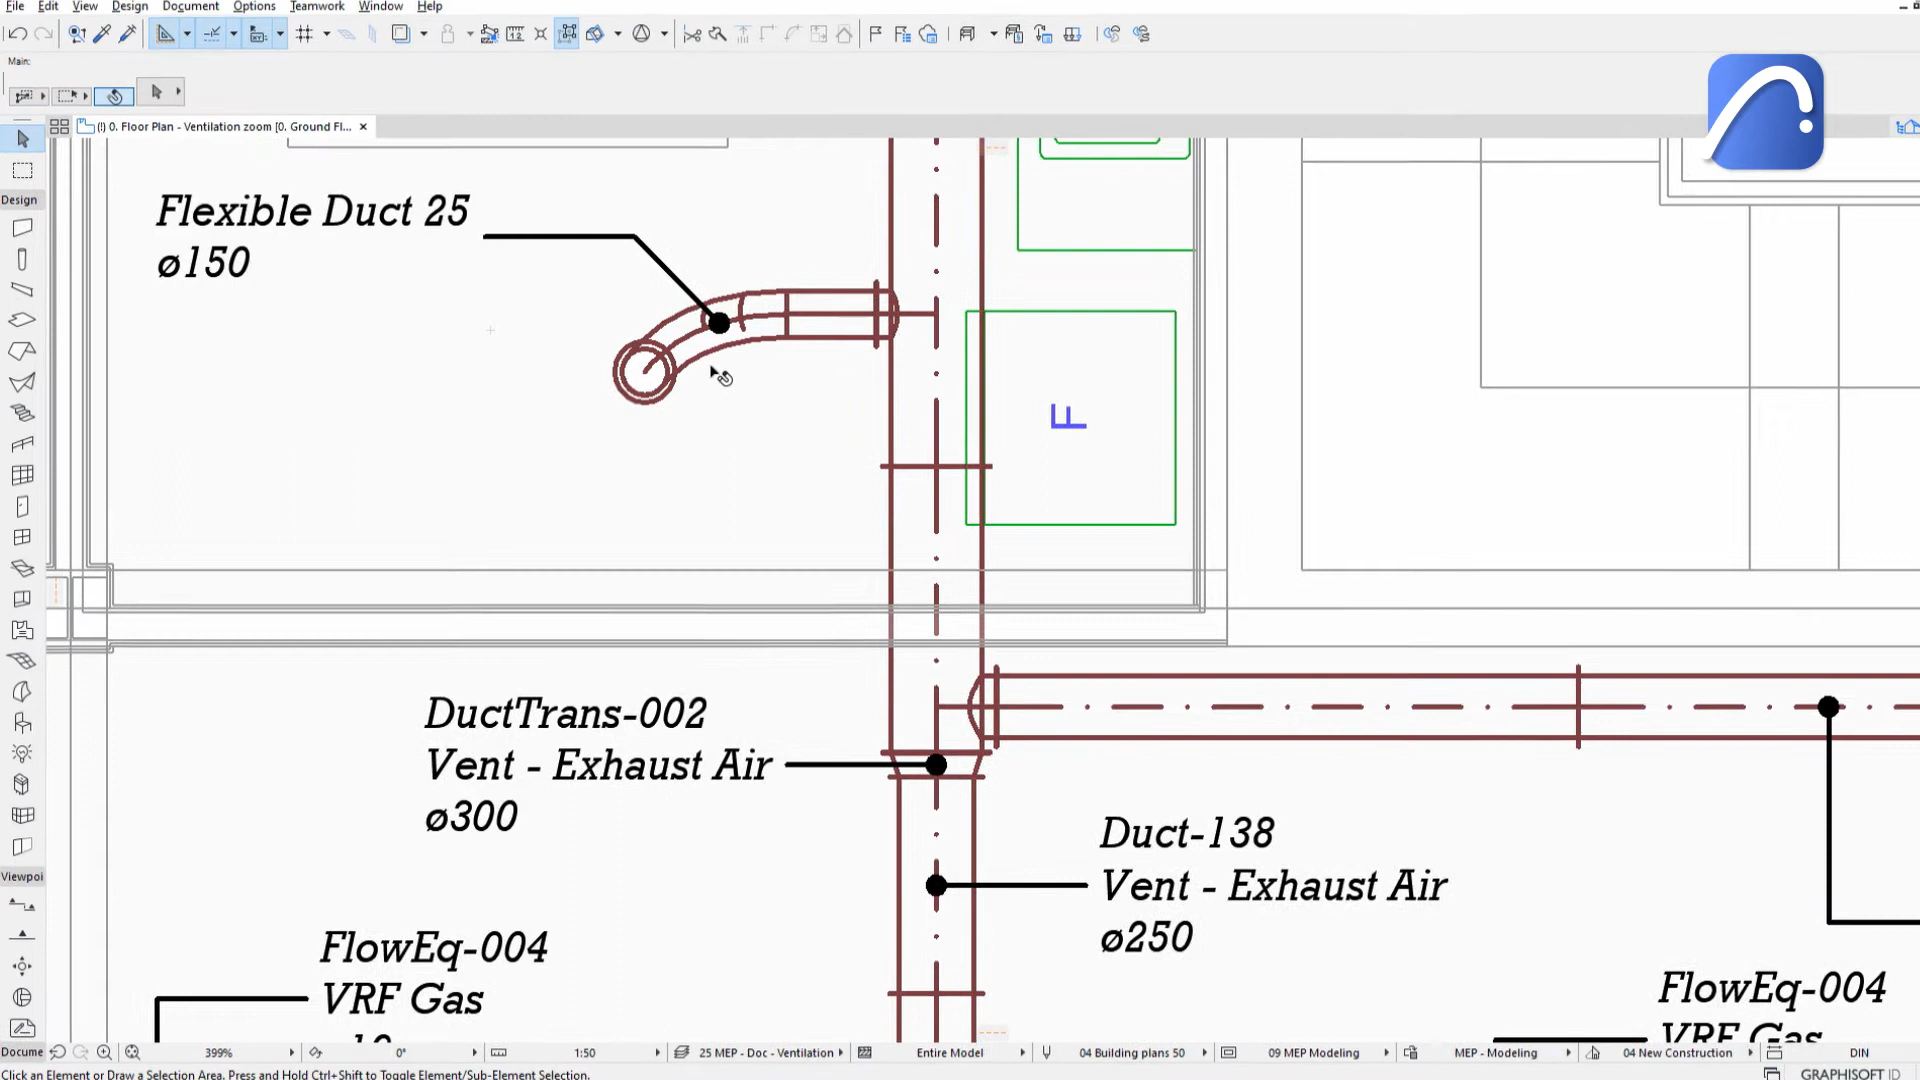 File Edit View Design Document Options Teamwork Window Help
Main:
(!) 0. Floor Plan - Ventilation zoom [0. Ground Fl...
Design
Flexible Duct 25
ø150
F
DuctTrans-002
Vent - Exhaust Air
ø300
Duct-138
Vent - Exhaust Air
ø250
FlowEq-004
VRF Gas
FlowEq-004
VRF Gas
Viewpoi
Docume
399% 0° 1:50 25 MEP - Doc - Ventilation Entire Model 04 Building plans 50 09 MEP Modeling MEP - Modeling 04 New Construction DIN
Click an Element or Draw a Selection Area. Press and Hold Ctrl+Shift to Toggle Element/Sub-Element Selection.
GRAPHISOFT ID